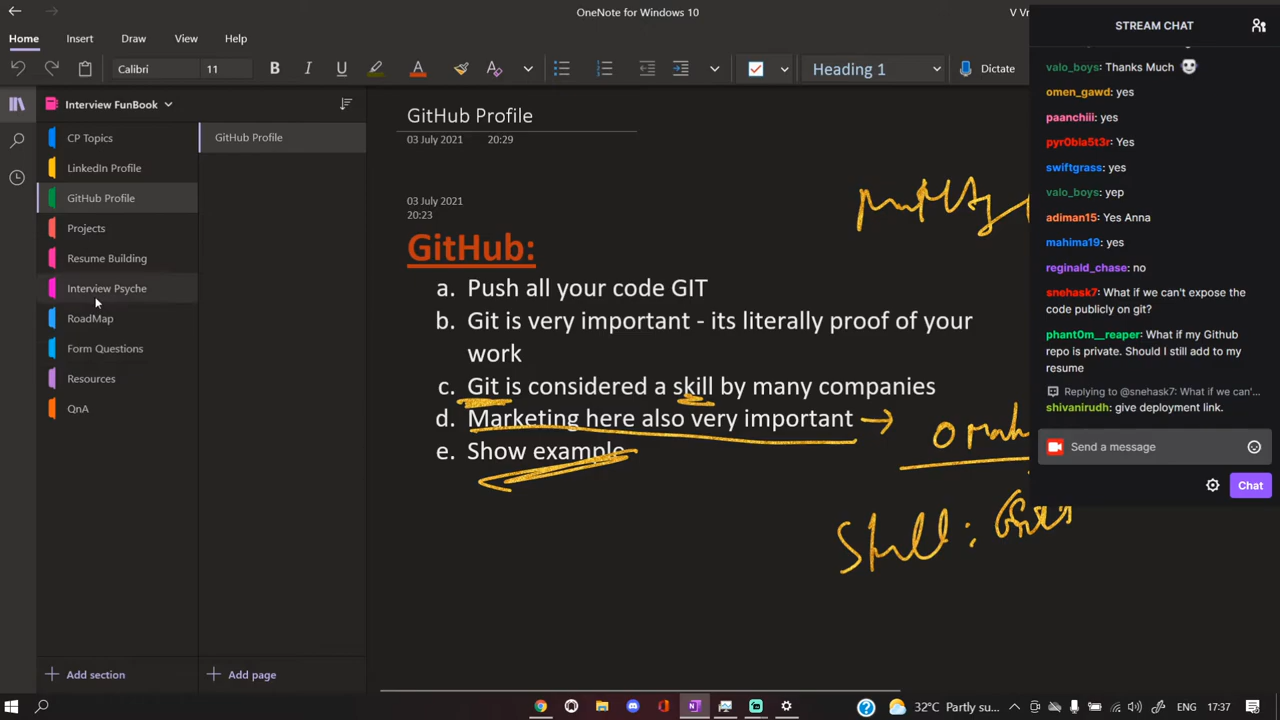 OneNote for Windows 10
V Vr
STREAM CHAT
Home
Insert
Draw
View
Help
Calibri
11
B
I
U
A
A
Heading 1
Dictate
Interview FunBook
CP Topics
LinkedIn Profile
GitHub Profile
Projects
Resume Building
Interview Psyche
RoadMap
Form Questions
Resources
QnA
Add section
GitHub Profile
Add page
GitHub Profile
03 July 2021
20:29
03 July 2021
20:23
GitHub:
a. Push all your code GIT
b. Git is very important - its literally proof of your
work
c. Git is considered a skill by many companies
d. Marketing here also very important
e. Show example
Skill:
valo_boys: Thanks Much
omen_gawd: yes
paanchiii: yes
pyr0bla5t3r: Yes
swiftgrass: yes
valo_boys: yep
adiman15: Yes Anna
mahima19: yes
reginald_chase: no
snehask7: What if we can't expose the
code publicly on git?
phant0m__reaper: What if my Github
repo is private. Should I still add to my
resume
Replying to @snehask7: What if we can'...
shivanirudh: give deployment link.
Send a message
Chat
32°C Partly su...
ENG
17:37